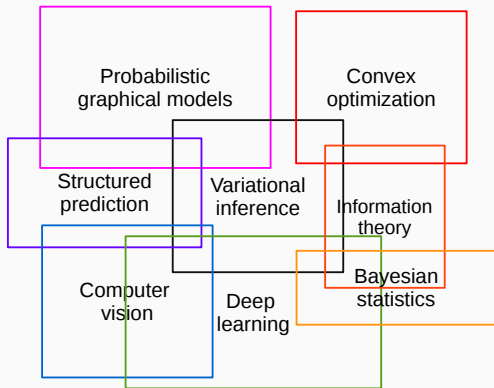 Probabilistic
graphical models
Convex
optimization
Structured
prediction
Variational
inference
Information
theory
Computer
vision
Deep
learning
Bayesian
statistics